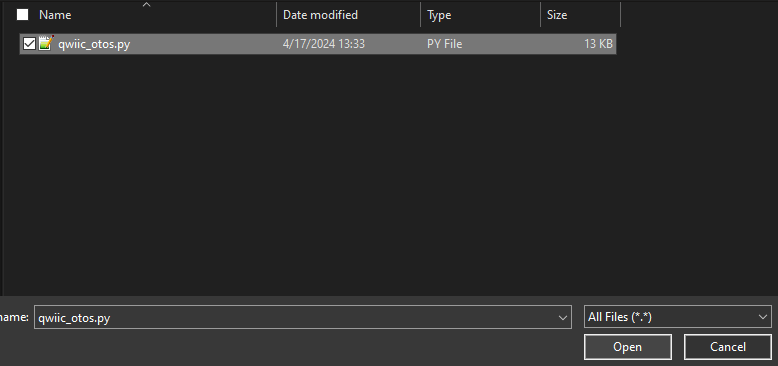 Name Date modified Type Size
qwiic_otos.py 4/17/2024 13:33 PY File 13 KB
name: qwiic_otos.py All Files (*.*)
Open Cancel